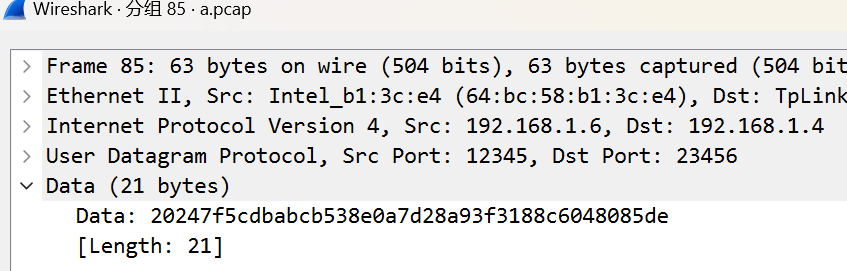 Wireshark · 分组 85 · a.pcap
Frame 85: 63 bytes on wire (504 bits), 63 bytes captured (504 bit
Ethernet II, Src: Intel_b1:3c:e4 (64:bc:58:b1:3c:e4), Dst: TpLink
Internet Protocol Version 4, Src: 192.168.1.6, Dst: 192.168.1.4
User Datagram Protocol, Src Port: 12345, Dst Port: 23456
Data (21 bytes)
Data: 20247f5cdbabcb538e0a7d28a93f3188c6048085de
[Length: 21]